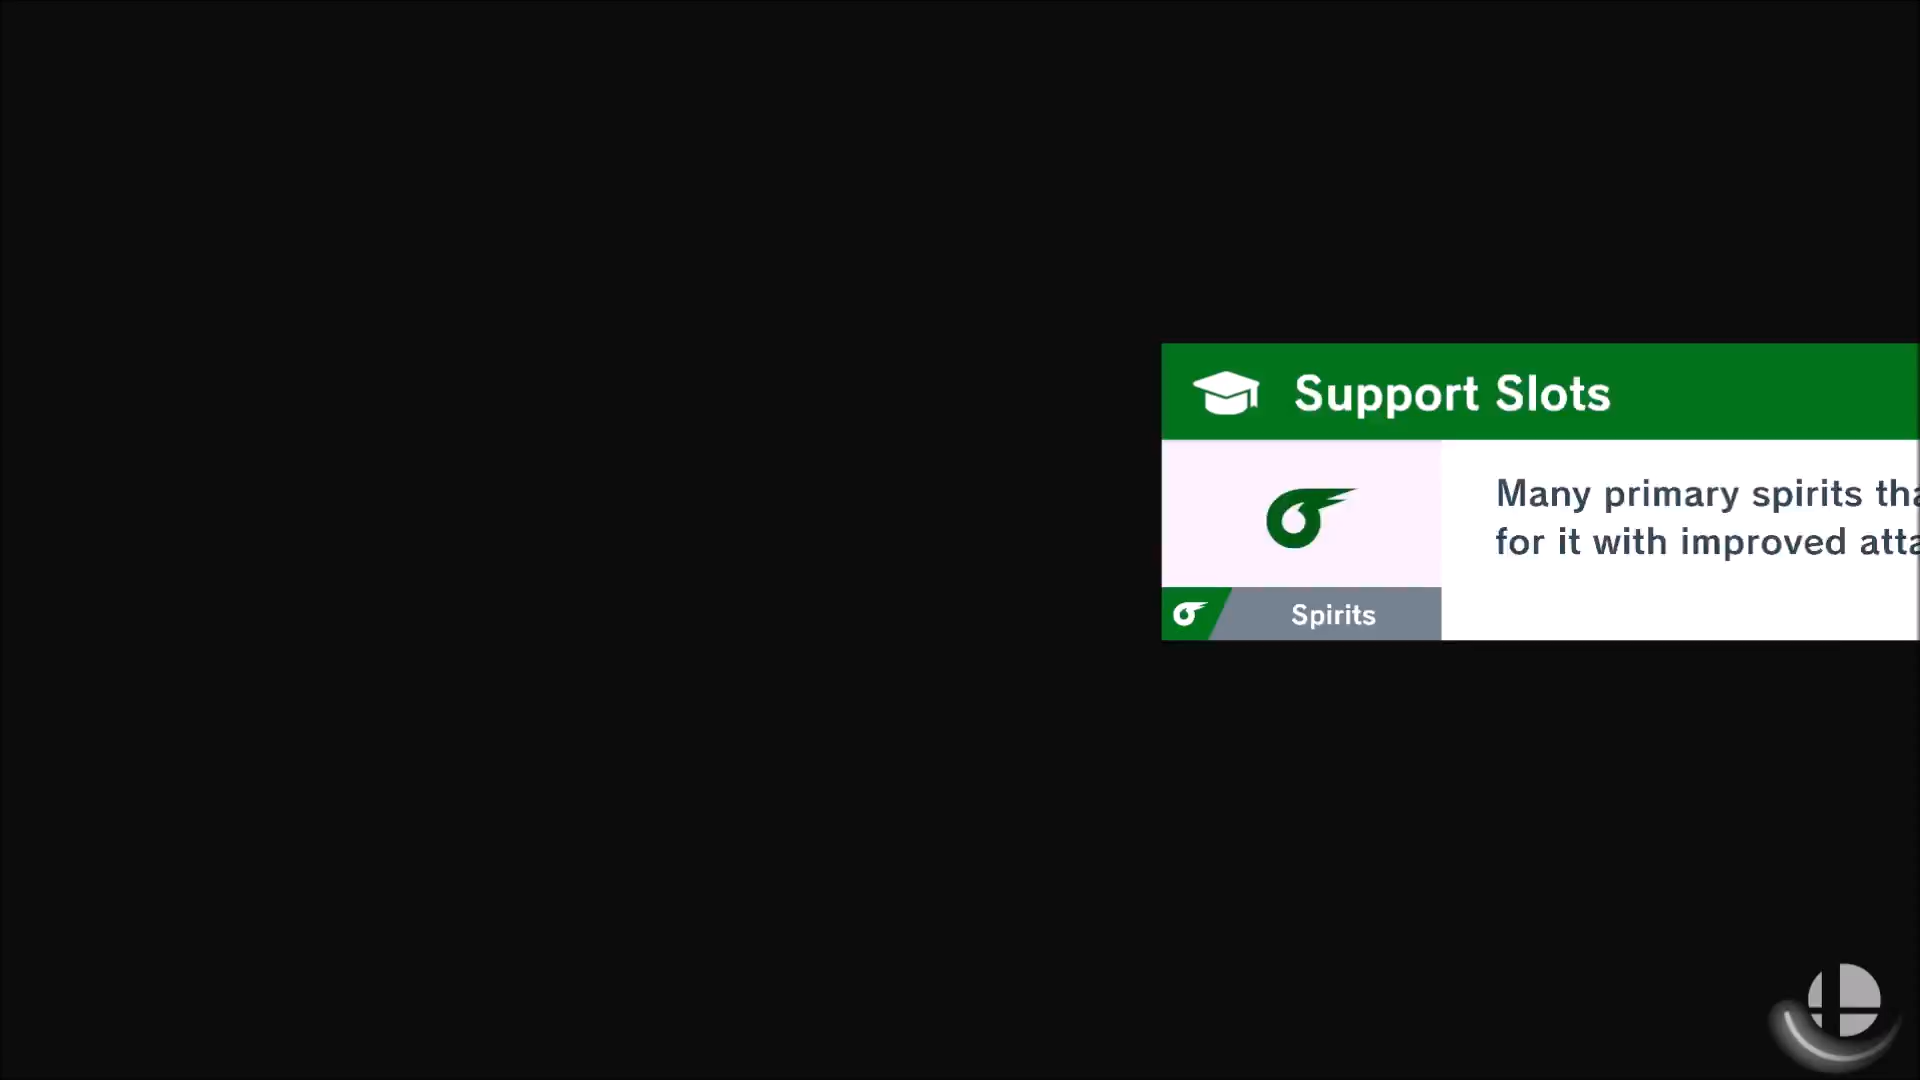 Support Slots
Many primary spirits
for it with improved
Spirits